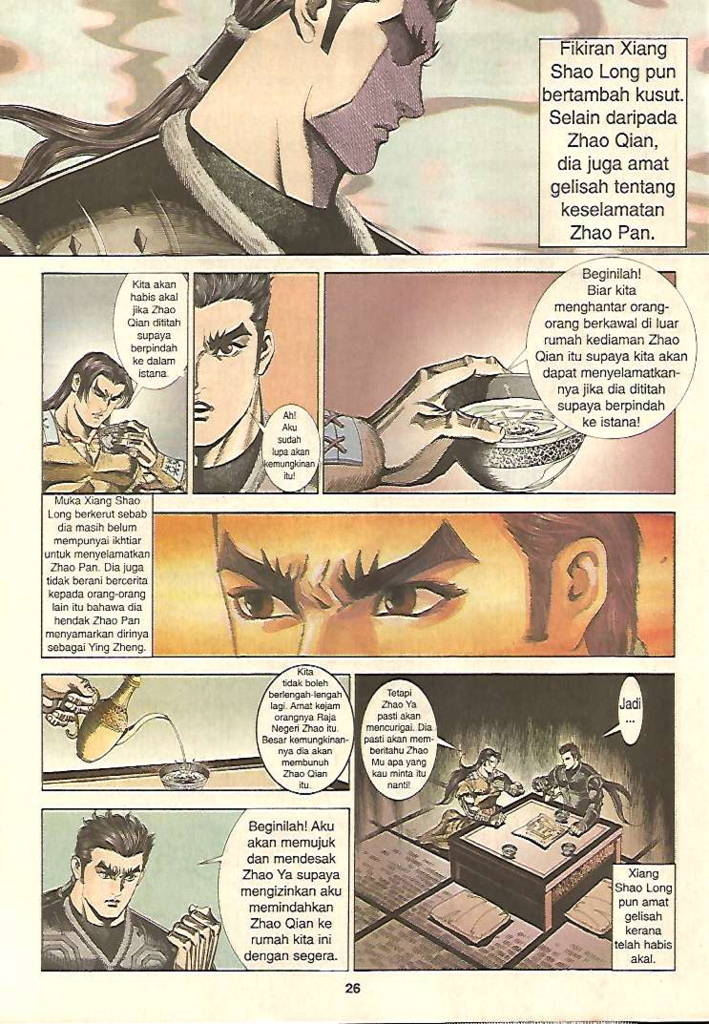 Fikiran Xiang
Shao Long pun
bertambah kusut.
Selain daripada
Zhao Qian,
dia juga amat
gelisah tentang
keselamatan
Zhao Pan.
Kita akan
habis akal
jika Zhao
Qian dititah
supaya
berpindah
ke dalam
istana.
Ah!
Aku
sudah
lupa akan
kemungkinan
itu!
Beginilah!
Biar kita
menghantar orang-
orang berkawal di luar
rumah kediaman Zhao
Qian itu supaya kita akan
dapat menyelamatkan-
nya jika dia dititah
supaya berpindah
ke istana!
Muka Xiang Shao
Long berkerut sebab
dia masih belum
mempunyai ikhtiar
untuk menyelamatkan
Zhao Pan. Dia juga
tidak berani bercerita
kepada orang-orang
lain itu bahawa dia
hendak Zhao Pan
menyamarkan dirinya
sebagai Ying Zheng.
Kita
tidak boleh
berlengah-lengah
lagi. Amat kejam
orangnya Raja
Negeri Zhao itu.
Besar kemungkinan-
nya dia akan
membunuh
Zhao Qian
itu.
Beginilah! Aku
akan memujuk
dan mendesak
Zhao Ya supaya
mengizinkan aku
memindahkan
Zhao Qian ke
rumah kita ini
dengan segera.
Tetapi
Zhao Ya
pasti akan
mencurigai. Dia
pasti akan mem-
beritahu Zhao
Mu apa yang
kau minta itu
nanti!
Jadi
...
Xiang
Shao Long
pun amat
gelisah
kerana
telah habis
akal.
26